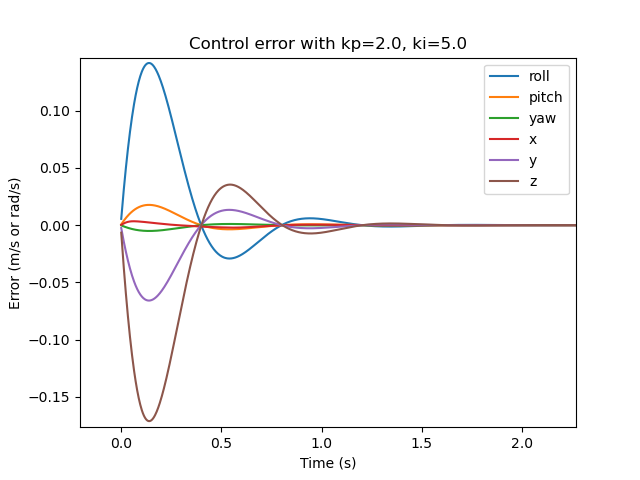 Control error with kp=2.0, ki=5.0
roll
pitch
yaw
x
y
z
0.10
0.05
0.00
−0.05
−0.10
−0.15
Error (m/s or rad/s)
0.0 0.5 1.0 1.5 2.0
Time (s)